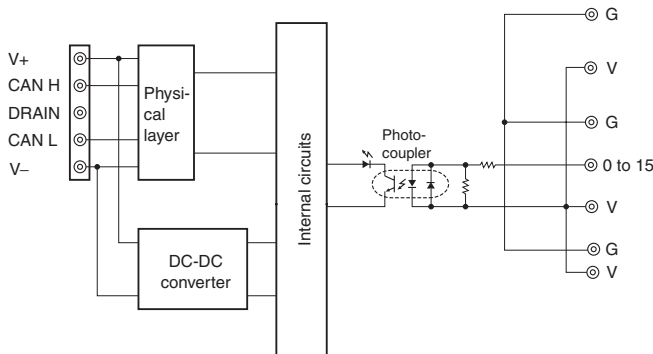 V+
CAN H
DRAIN
CAN L
V–
Physi-
cal
layer
DC-DC
converter
Internal circuits
Photo-
coupler
G
V
G
0 to 15
V
G
V